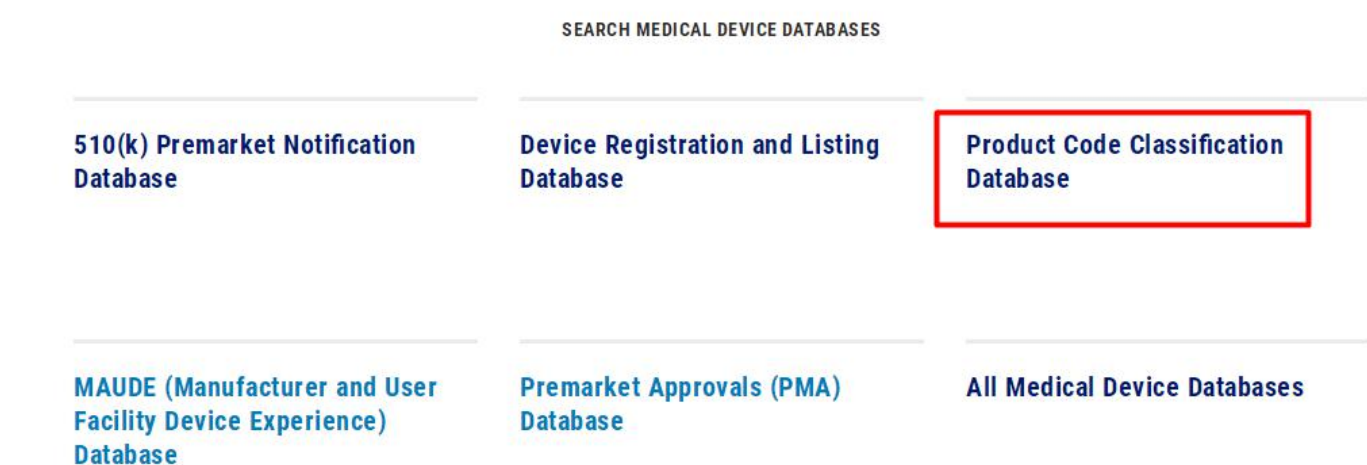 SEARCH MEDICAL DEVICE DATABASES
510(k) Premarket Notification
Database
Device Registration and Listing
Database
Product Code Classification
Database
MAUDE (Manufacturer and User
Facility Device Experience)
Database
Premarket Approvals (PMA)
Database
All Medical Device Databases